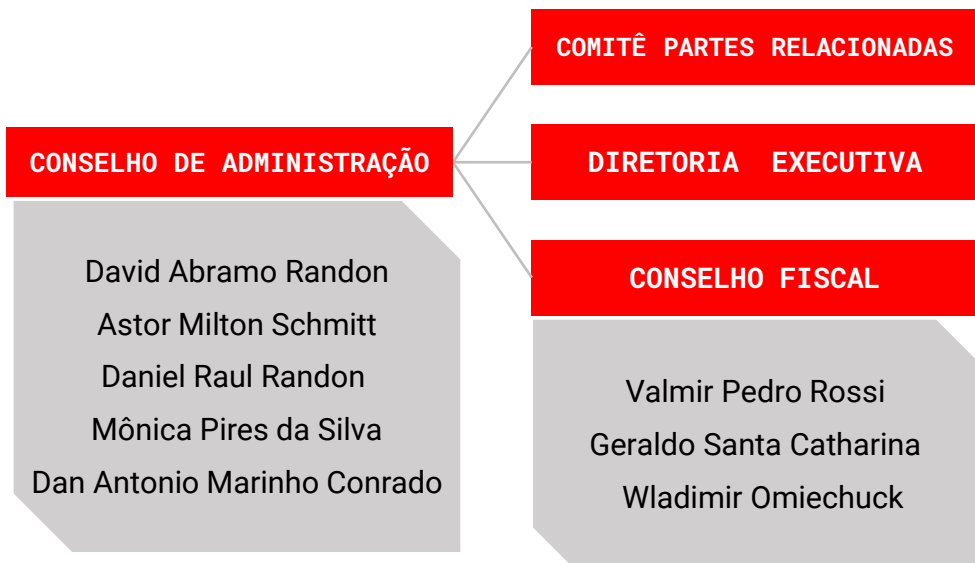 COMITÊ PARTES RELACIONADAS
CONSELHO DE ADMINISTRAÇÃO
DIRETORIA EXECUTIVA
CONSELHO FISCAL
David Abramo Randon
Astor Milton Schmitt
Daniel Raul Randon
Mônica Pires da Silva
Dan Antonio Marinho Conrado
Valmir Pedro Rossi
Geraldo Santa Catharina
Wladimir Omiechuck